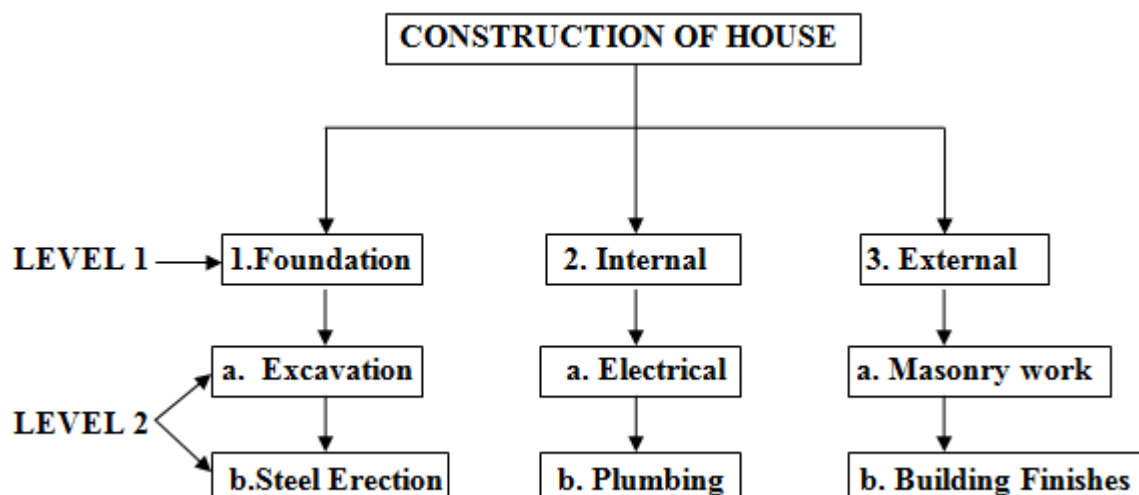 CONSTRUCTION OF HOUSE
LEVEL 1
1.Foundation
2. Internal
3. External
a. Excavation
a. Electrical
a. Masonry work
LEVEL 2
b.Steel Erection
b. Plumbing
b. Building Finishes